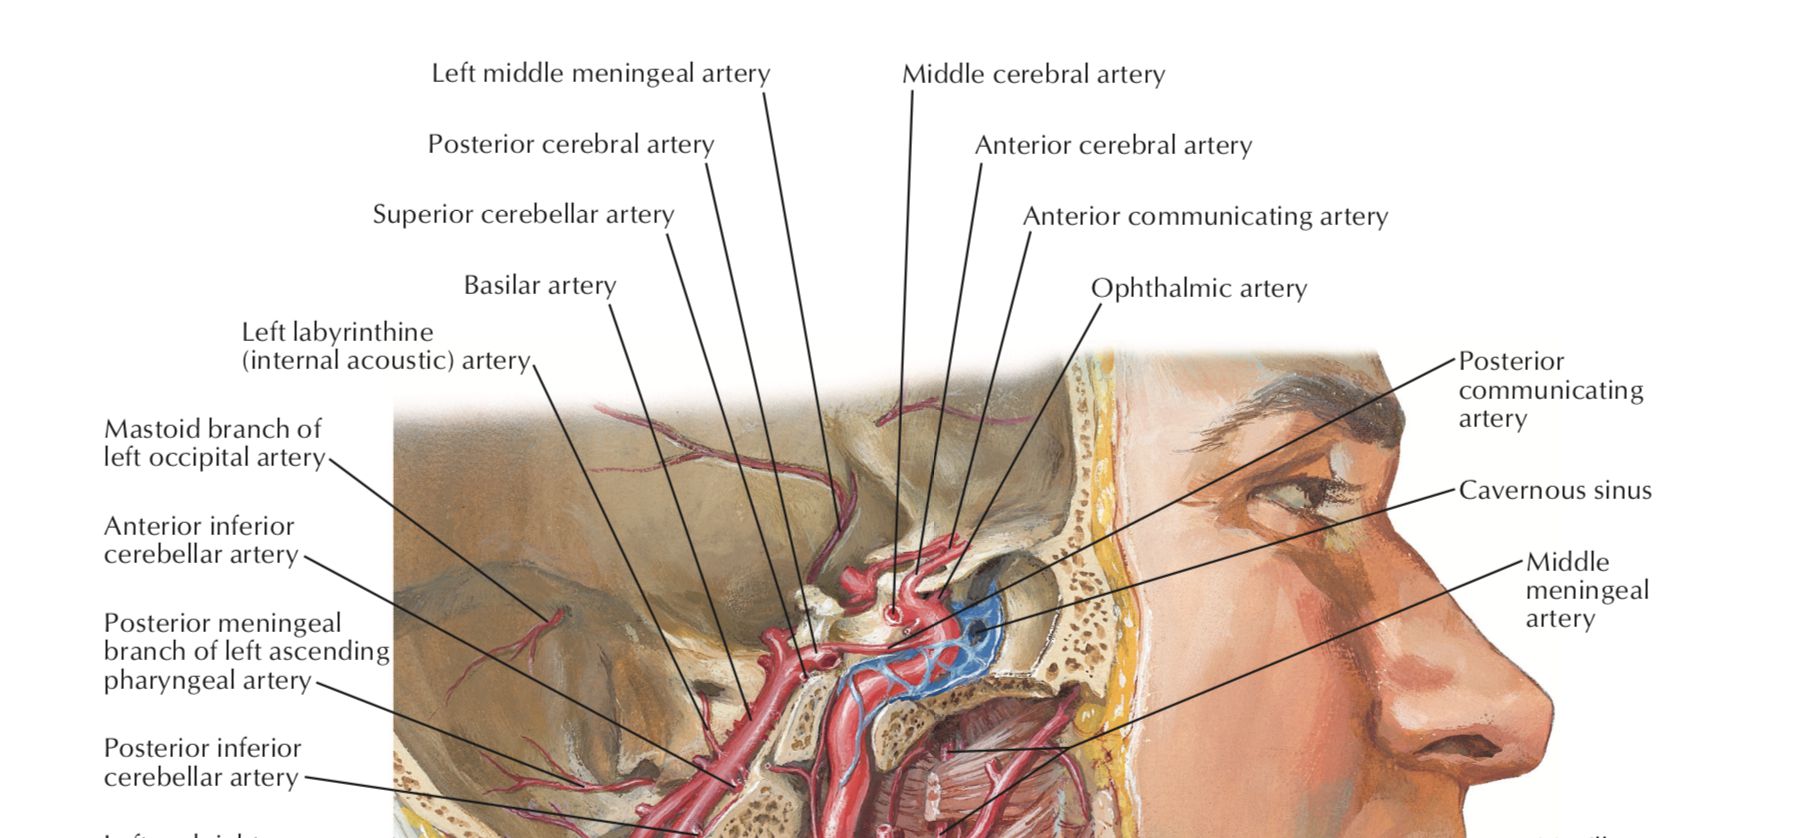 Left middle meningeal artery
Middle cerebral artery
Posterior cerebral artery
Anterior cerebral artery
Superior cerebellar artery
Anterior communicating artery
Basilar artery
Ophthalmic artery
Left labyrinthine
(internal acoustic) artery
Posterior
communicating
artery
Mastoid branch of
left occipital artery
Cavernous sinus
Anterior inferior
cerebellar artery
Middle
meningeal
artery
Posterior meningeal
branch of left ascending
pharyngeal artery
Posterior inferior
cerebellar artery